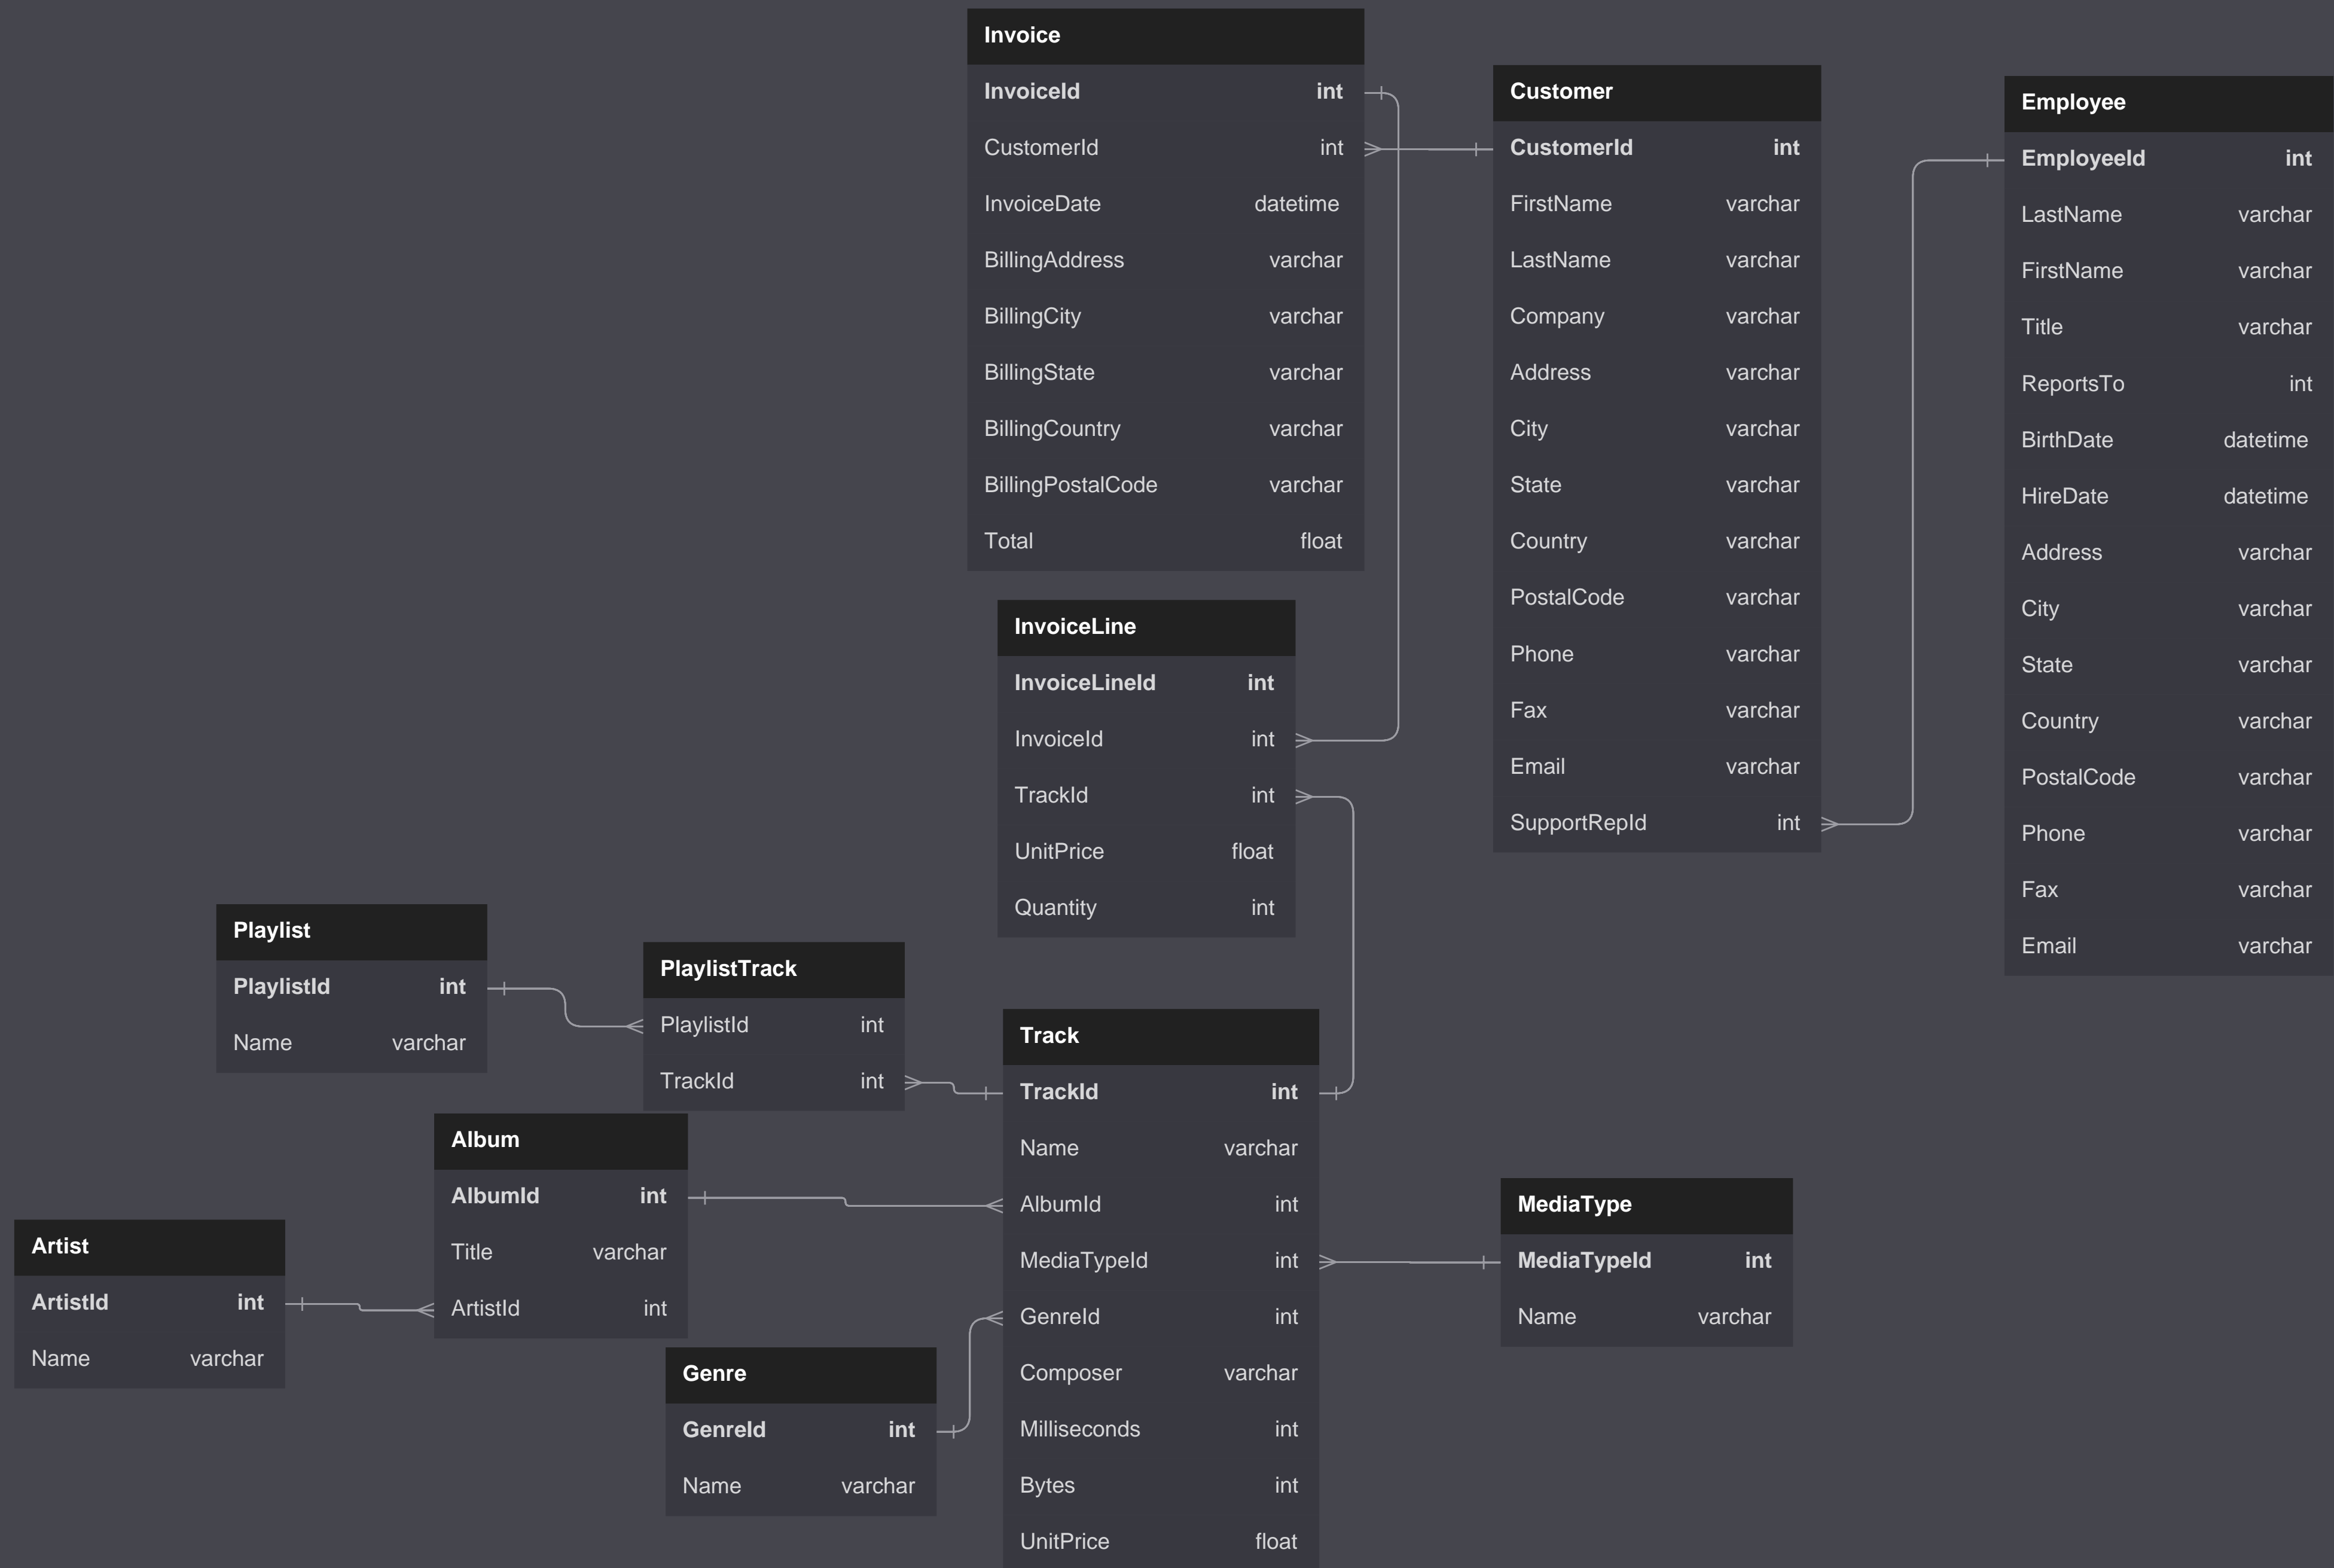 Invoice
InvoiceId int
CustomerId int
InvoiceDate datetime
BillingAddress varchar
BillingCity varchar
BillingState varchar
BillingCountry varchar
BillingPostalCode varchar
Total float
Customer
CustomerId int
FirstName varchar
LastName varchar
Company varchar
Address varchar
City varchar
State varchar
Country varchar
PostalCode varchar
Phone varchar
Fax varchar
Email varchar
SupportRepId int
Employee
EmployeeId int
LastName varchar
FirstName varchar
Title varchar
ReportsTo int
BirthDate datetime
HireDate datetime
Address varchar
City varchar
State varchar
Country varchar
PostalCode varchar
Phone varchar
Fax varchar
Email varchar
InvoiceLine
InvoiceLineId int
InvoiceId int
TrackId int
UnitPrice float
Quantity int
Playlist
PlaylistId int
Name varchar
PlaylistTrack
PlaylistId int
TrackId int
Track
TrackId int
Name varchar
AlbumId int
MediaTypeId int
GenreId int
Composer varchar
Milliseconds int
Bytes int
UnitPrice float
Album
AlbumId int
Title varchar
ArtistId int
Artist
ArtistId int
Name varchar
Genre
GenreId int
Name varchar
MediaType
MediaTypeId int
Name varchar